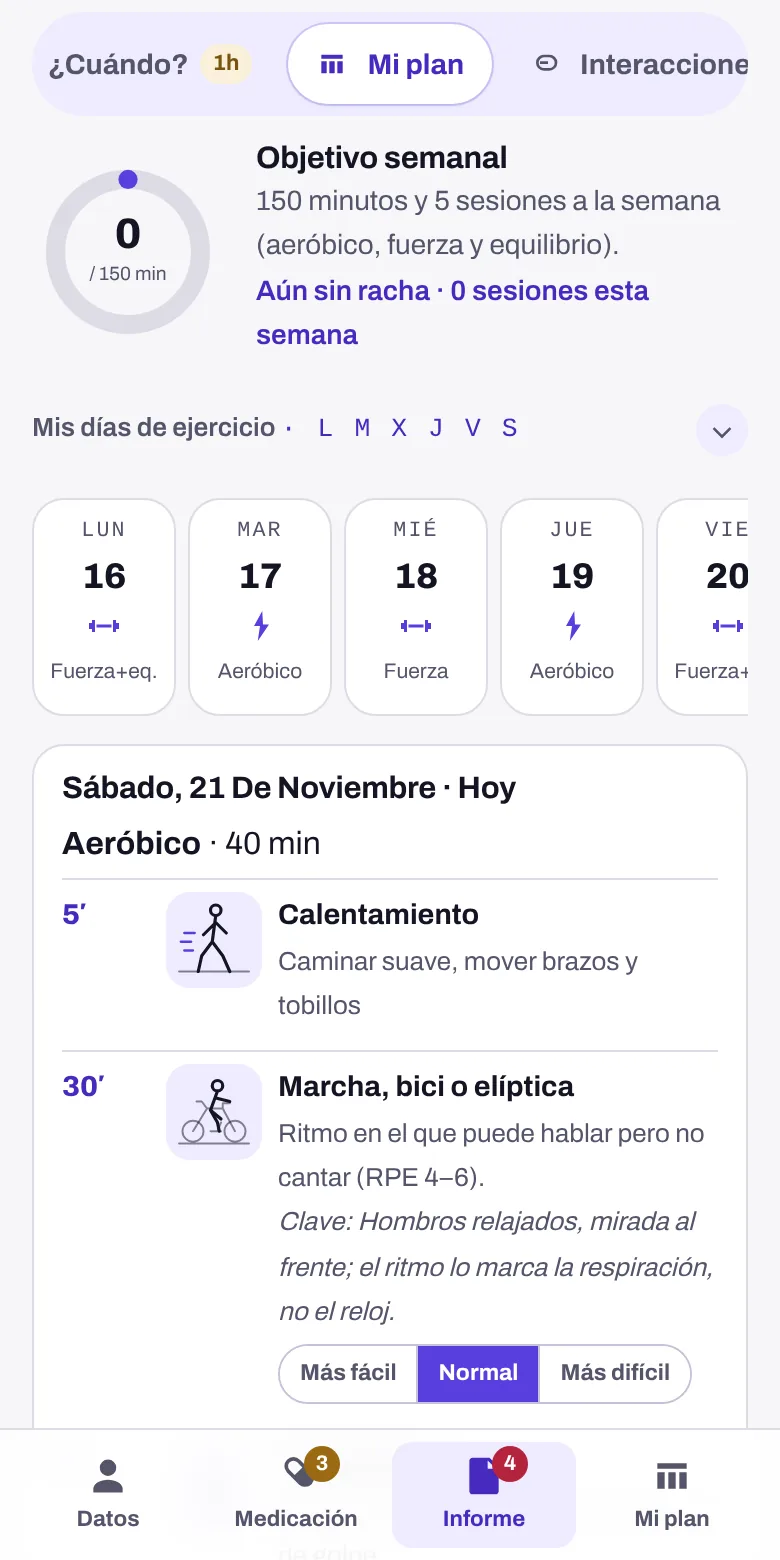 ¿Cuándo? 1h Mi plan Interaccione
Objetivo semanal
150 minutos y 5 sesiones a la semana
(aeróbico, fuerza y equilibrio).
Aún sin racha · 0 sesiones esta
semana
0
/ 150 min
Mis días de ejercicio · L M X J V S
LUN MAR MIÉ JUE VIE
16 17 18 19 20
Fuerza+eq. Aeróbico Fuerza Aeróbico Fuerza+
Sábado, 21 De Noviembre · Hoy
Aeróbico · 40 min
5′ Calentamiento
Caminar suave, mover brazos y
tobillos
30′ Marcha, bici o elíptica
Ritmo en el que puede hablar pero no
cantar (RPE 4–6).
Clave: Hombros relajados, mirada al
frente; el ritmo lo marca la respiración,
no el reloj.
Más fácil Normal Más difícil
3 4
Datos Medicación Informe Mi plan